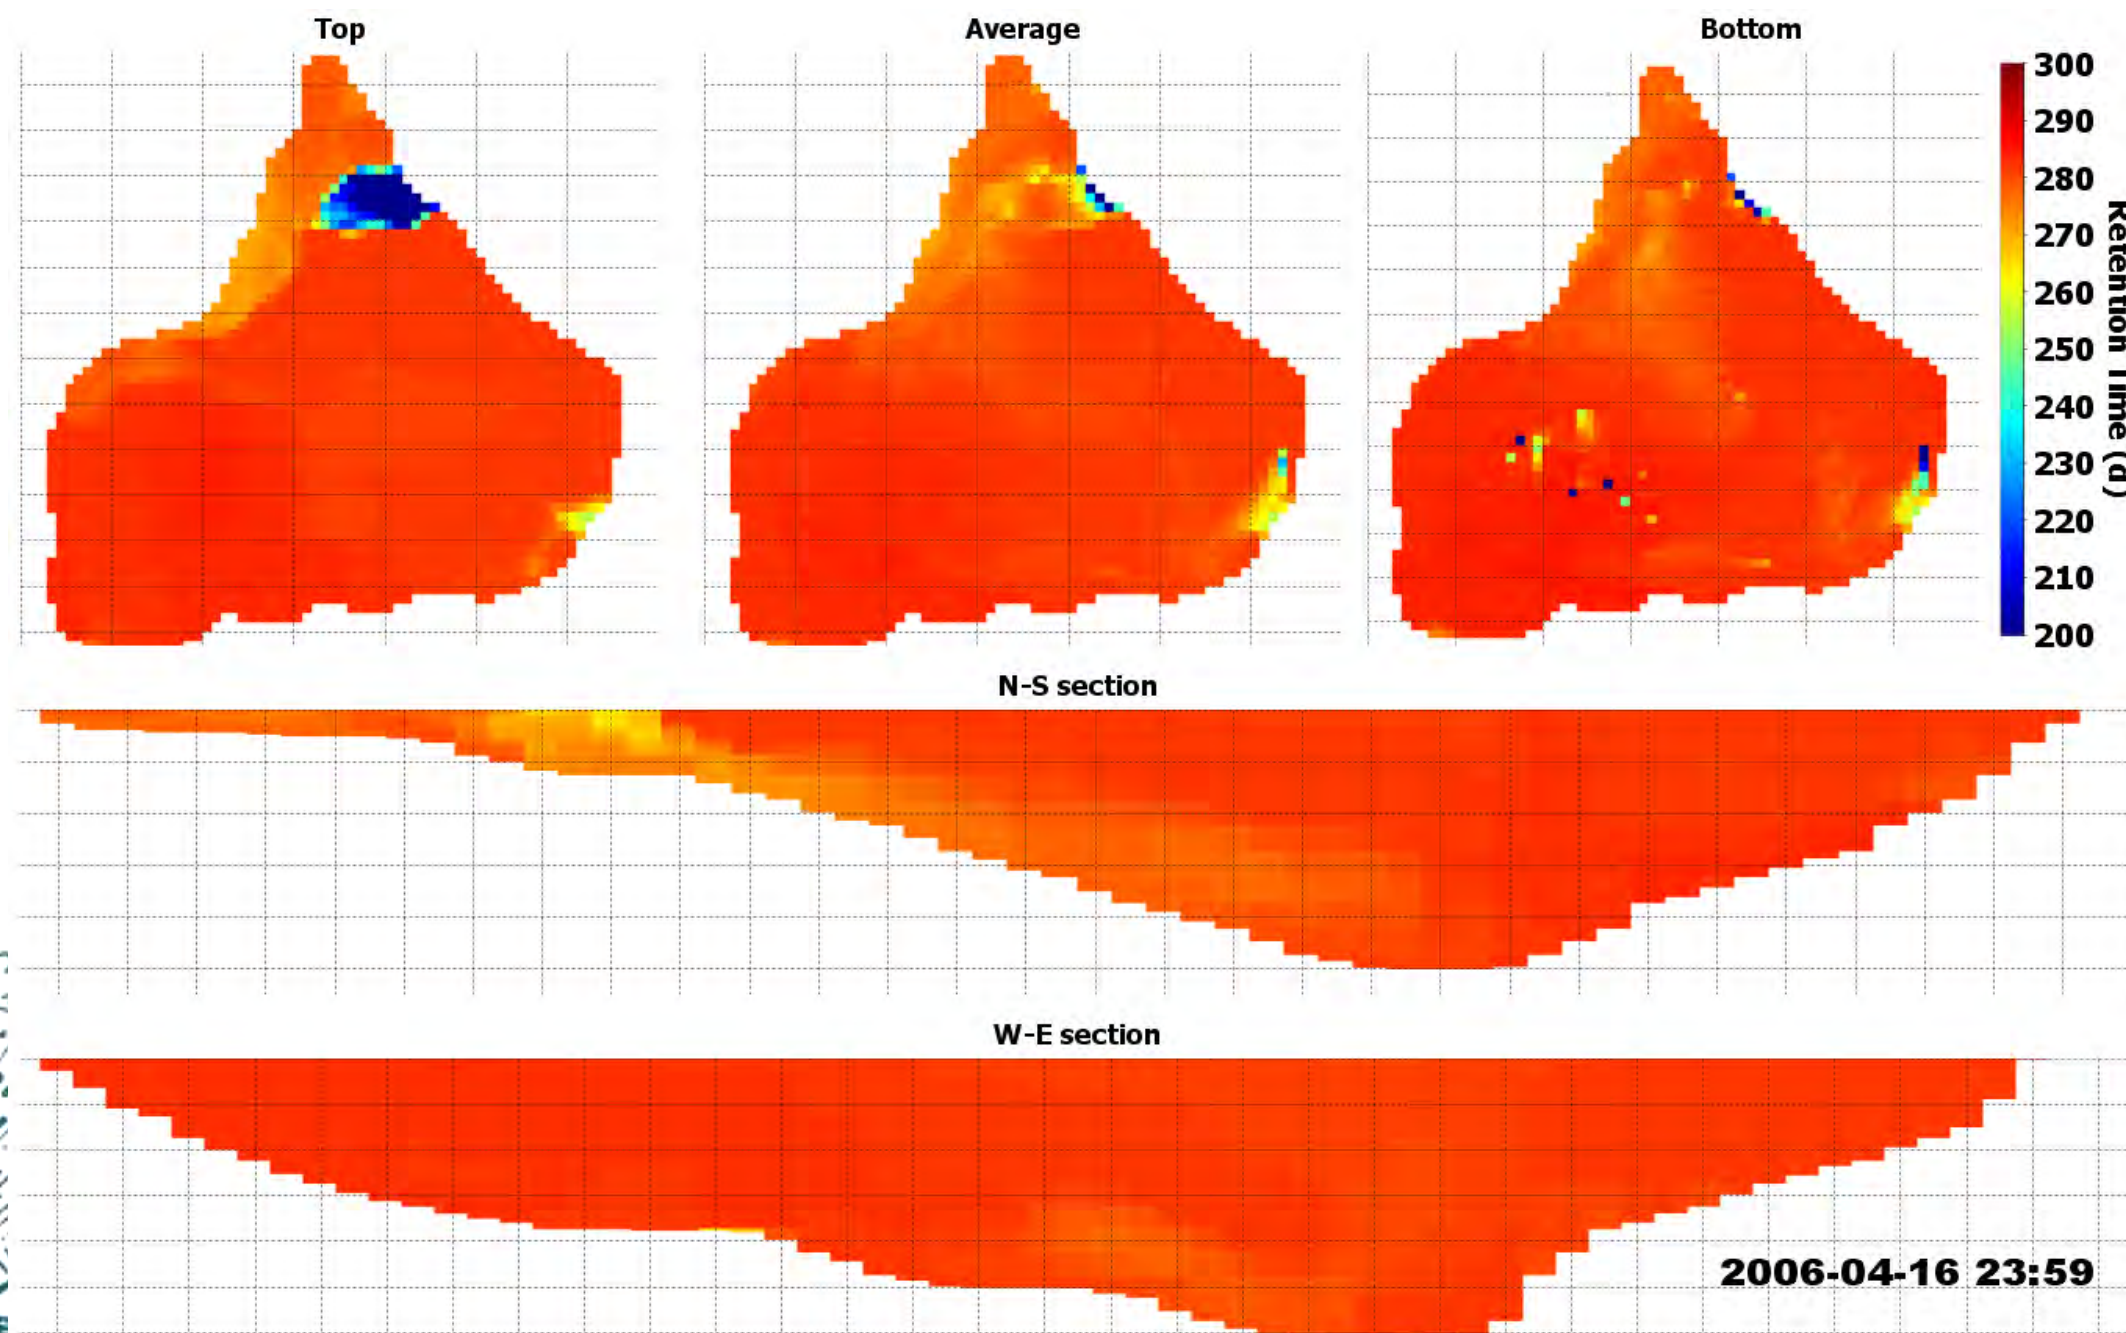 Top
Average
Bottom
300
290
280
270
260
250
240
230
220
210
200
Retention Time (d)
N-S section
W-E section
2006-04-16 23:59